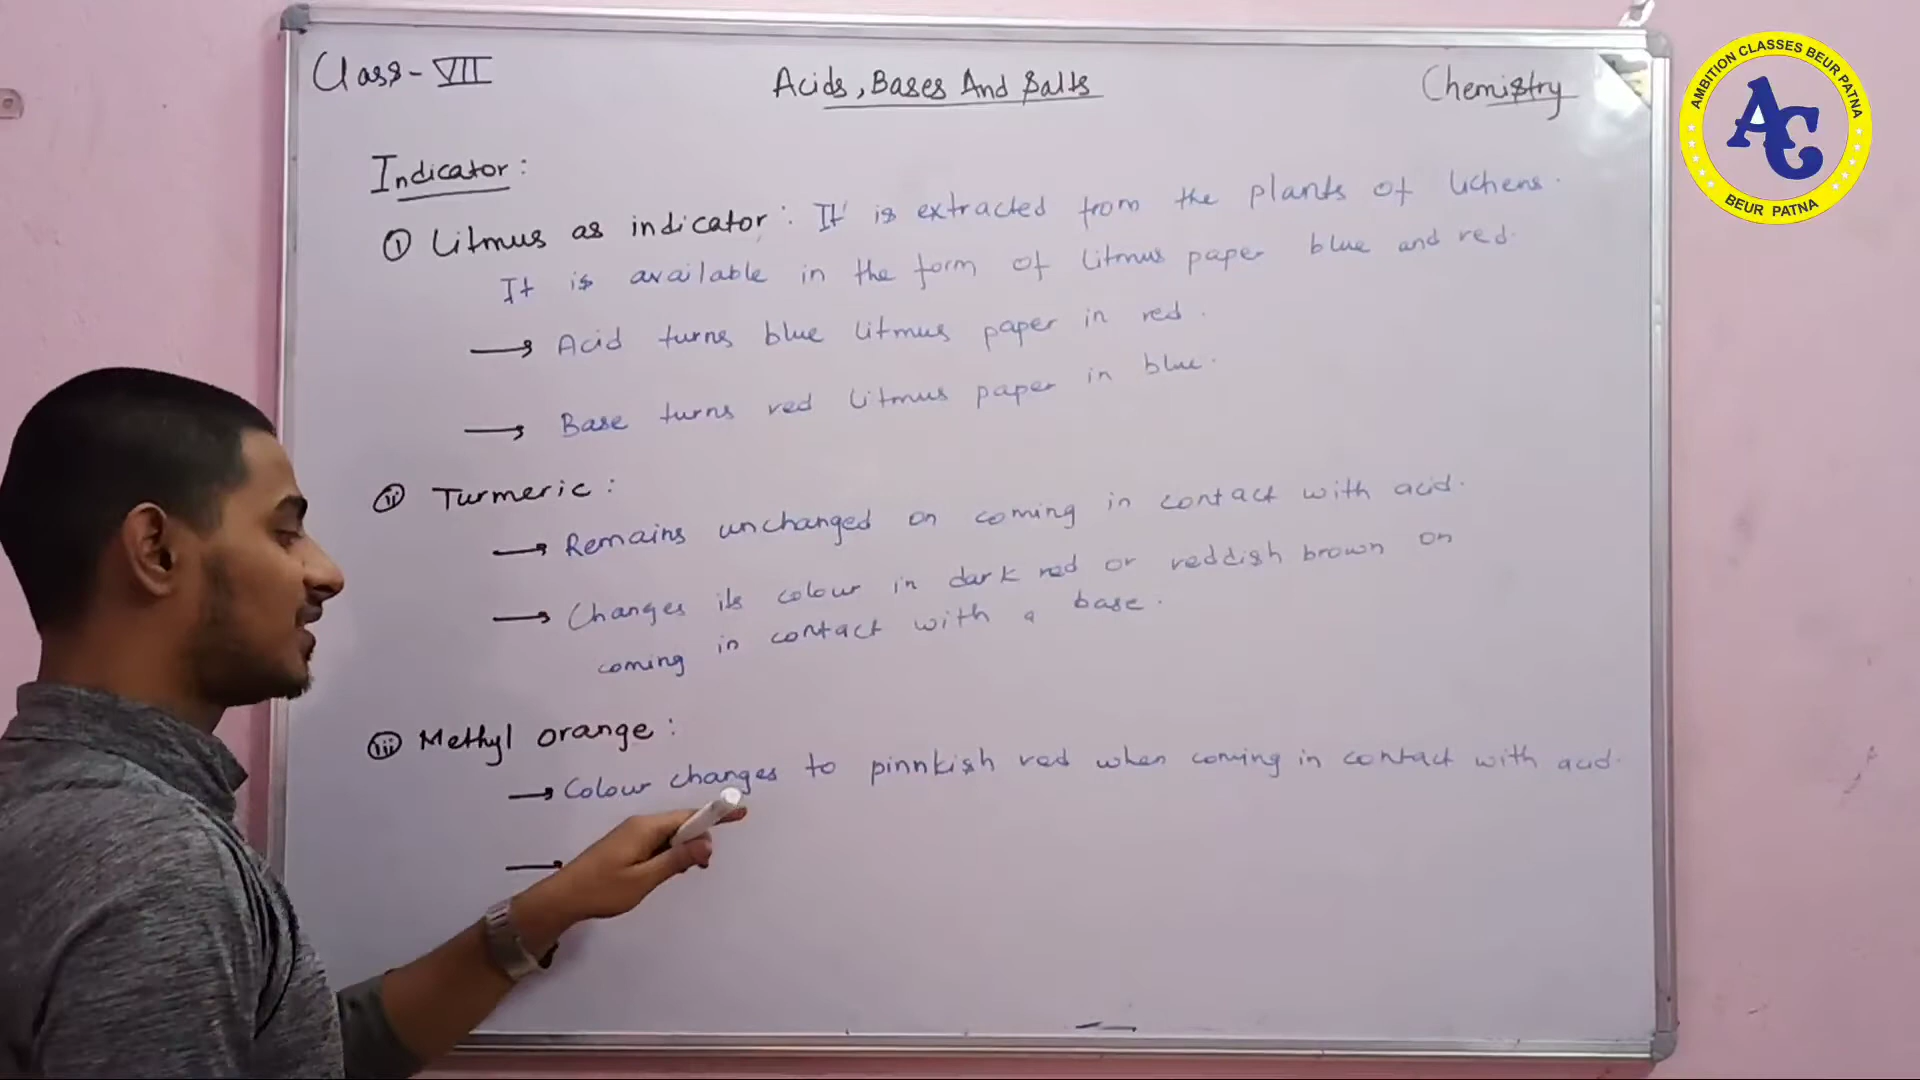 Class-VII
Acids, Bases And Salts
Chemistry
AMBITION CLASSES BEUR PATNA
AC
BEUR PATNA
Indicator:
(i) Litmus as indicator: It is extracted from the plants of lichens.
It is available in the form of litmus paper blue and red.
→ Acid turns blue litmus paper in red.
→ Base turns red litmus paper in blue.
(ii) Turmeric:
→ Remains unchanged on coming in contact with acid.
→ Changes its colour in dark red or reddish brown on
coming in contact with a base.
(iii) Methyl orange:
→ Colour changes to pinnkish red when coming in contact with acid.
→